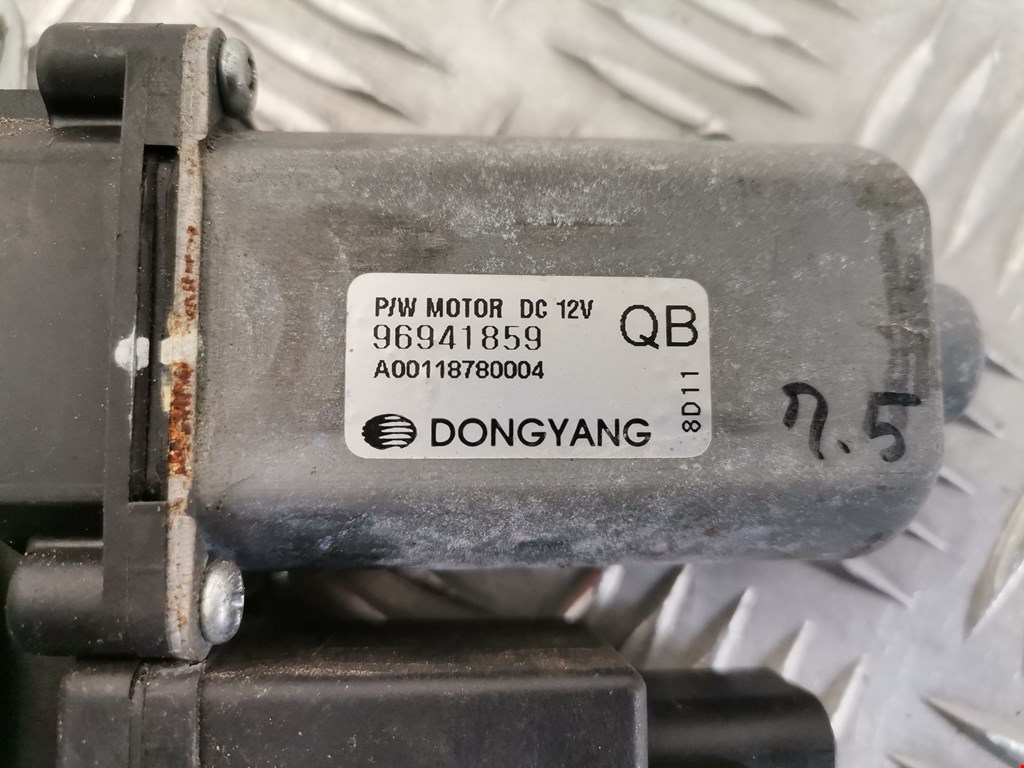 P/W MOTOR DC 12V
96941859
QB
A00118780004
8D11
DONGYANG
7.5